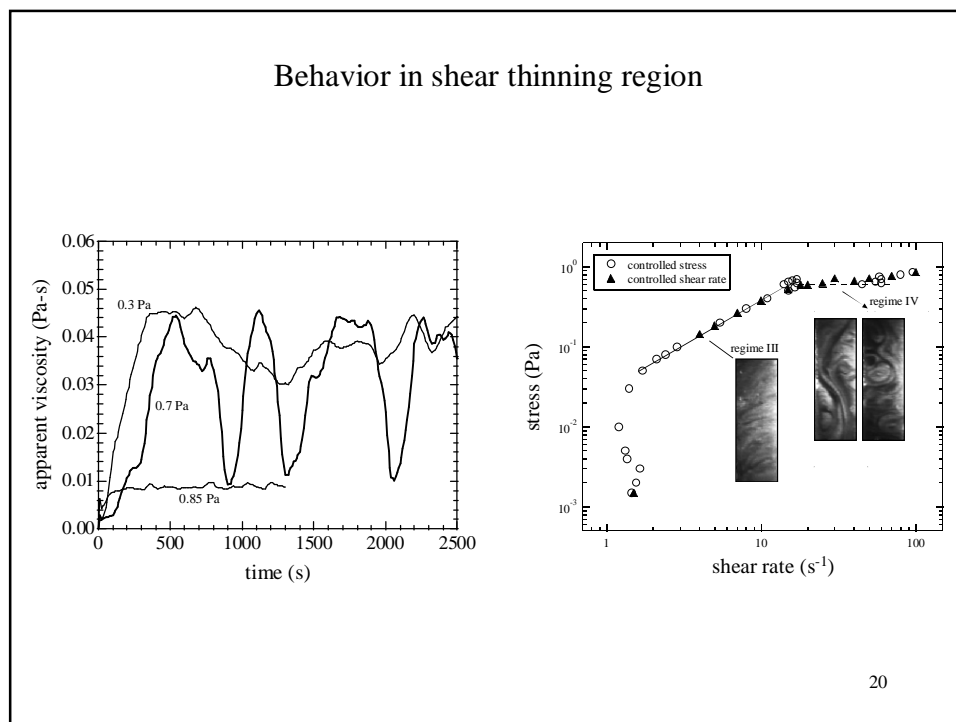 Behavior in shear thinning region
0.06
0.05
0.04
0.03
0.02
0.01
0.00
apparent viscosity (Pa-s)
0.3 Pa
0.7 Pa
0.85 Pa
0
500
1000
1500
2000
2500
time (s)
10⁰
10⁻¹
10⁻²
10⁻³
stress (Pa)
controlled stress
controlled shear rate
regime III
regime IV
1
10
100
shear rate (s⁻¹)
20